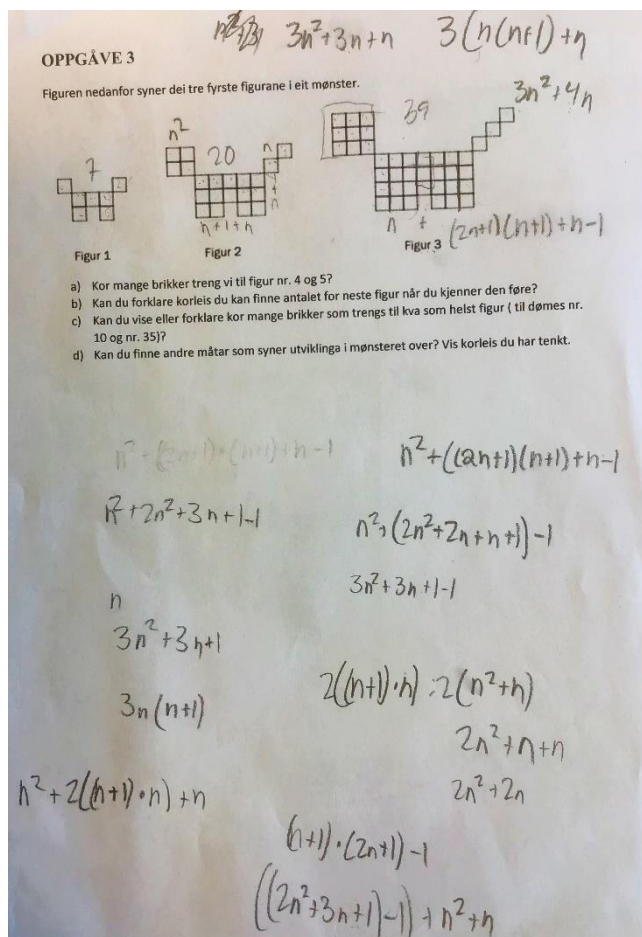 3n²+3n+n 3(n(n+1)+n
OPPGÅVE 3
3n²+4n
Figuren nedanfor syner dei tre fyrste figurane i eit mønster.
n²
39
7
20
n
+
n
n+1+n
n + (2n+1)(n+1)+n-1
Figur 1
Figur 2
Figur 3
a) Kor mange brikker treng vi til figur nr. 4 og 5?
b) Kan du forklare korleis du kan finne antalet for neste figur når du kjenner den føre?
c) Kan du vise eller forklare kor mange brikker som trengs til kva som helst figur ( til dømes nr.
10 og nr. 35)?
d) Kan du finne andre måtar som syner utviklinga i mønsteret over? Vis korleis du har tenkt.
n²+(2n+1)·(n+1)+n-1
n²+((2n+1)(n+1)+n-1
n²+2n²+3n+1-1
n²+(2n²+2n+n+1)-1
3n²+3n+1-1
n
3n²+3n+1
3n(n+1)
2((n+1)·n) :2(n²+n)
2n²+n+n
2n²+2n
n²+2((n+1)·n)+n
(n+1)·(2n+1)-1
((2n²+3n+1)-1)+n²+n